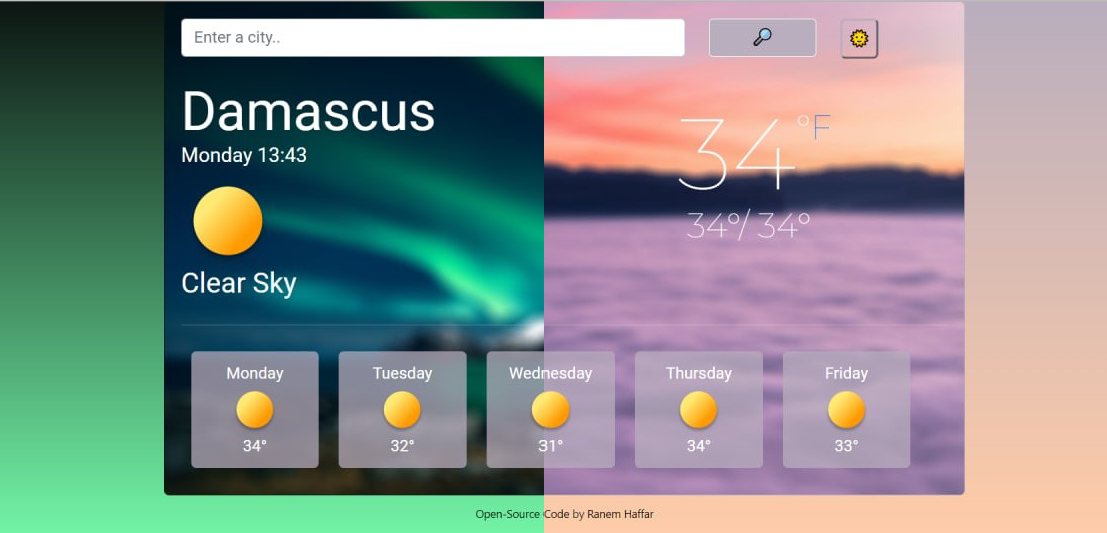 Enter a city..
Damascus
Monday 13:43
34°F
34°/ 34°
Clear Sky
Monday
34°
Tuesday
32°
Wednesday
31°
Thursday
34°
Friday
33°
Open-Source Code by Ranem Haffar